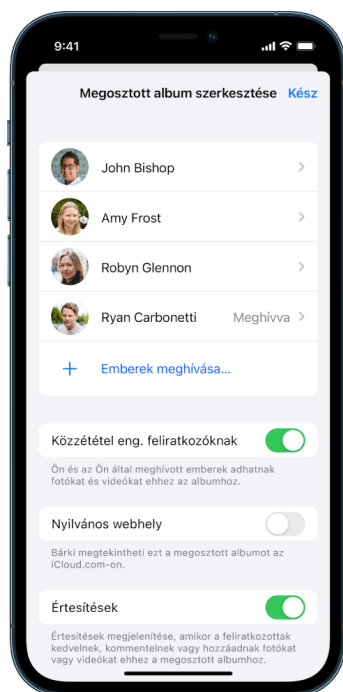 9:41
Megosztott album szerkesztése Kész
John Bishop
Amy Frost
Robyn Glennon
Ryan Carbonetti Meghívva
Emberek meghívása...
Közzététel eng. feliratkozóknak
Ön és az Ön által meghívott emberek adhatnak
fotókat és videókat ehhez az albumhoz.
Nyilvános webhely
Bárki megtekintheti ezt a megosztott albumot az
iCloud.com-on.
Értesítések
Értesítések megjelenítése, amikor a feliratkozottak
kedvelnek, kommentelnek vagy hozzáadnak fotókat
vagy videókat ehhez a megosztott albumhoz.